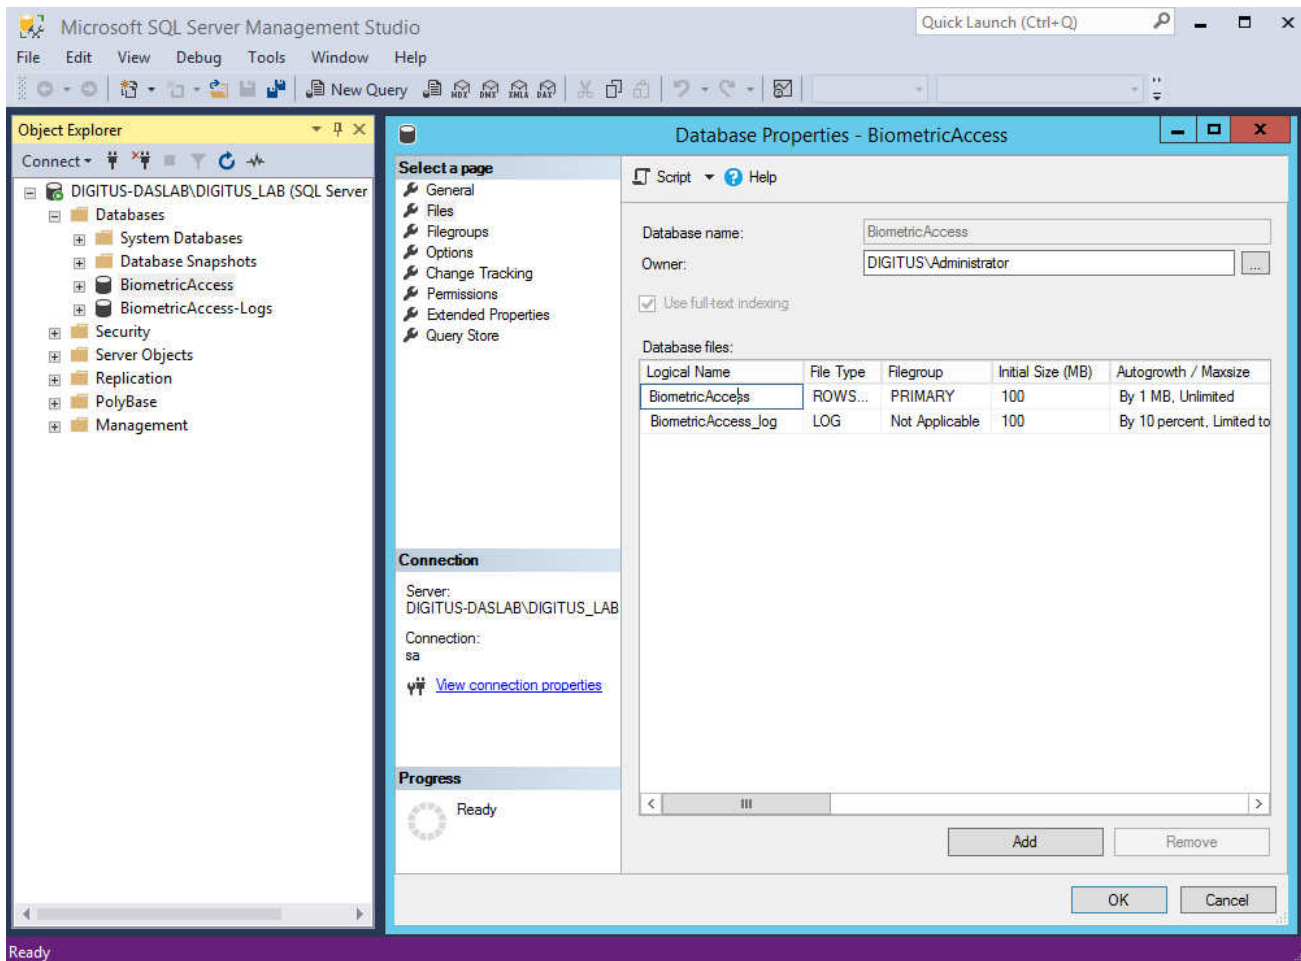 Microsoft SQL Server Management Studio
Quick Launch (Ctrl+Q)
File Edit View Debug Tools Window Help
New Query MDX DMX XMLA DAX
Object Explorer
Connect
DIGITUS-DASLAB\DIGITUS_LAB (SQL Server
Databases
System Databases
Database Snapshots
BiometricAccess
BiometricAccess-Logs
Security
Server Objects
Replication
PolyBase
Management
Database Properties - BiometricAccess
Select a page
General
Files
Filegroups
Options
Change Tracking
Permissions
Extended Properties
Query Store
Connection
Server:
DIGITUS-DASLAB\DIGITUS_LAB
Connection:
sa
View connection properties
Progress
Ready
Script Help
Database name: BiometricAccess
Owner: DIGITUS\Administrator ...
Use full-text indexing
Database files:
Logical Name File Type Filegroup Initial Size (MB) Autogrowth / Maxsize
BiometricAccess ROWS... PRIMARY 100 By 1 MB, Unlimited
BiometricAccess_log LOG Not Applicable 100 By 10 percent, Limited to
Add Remove
OK Cancel
Ready